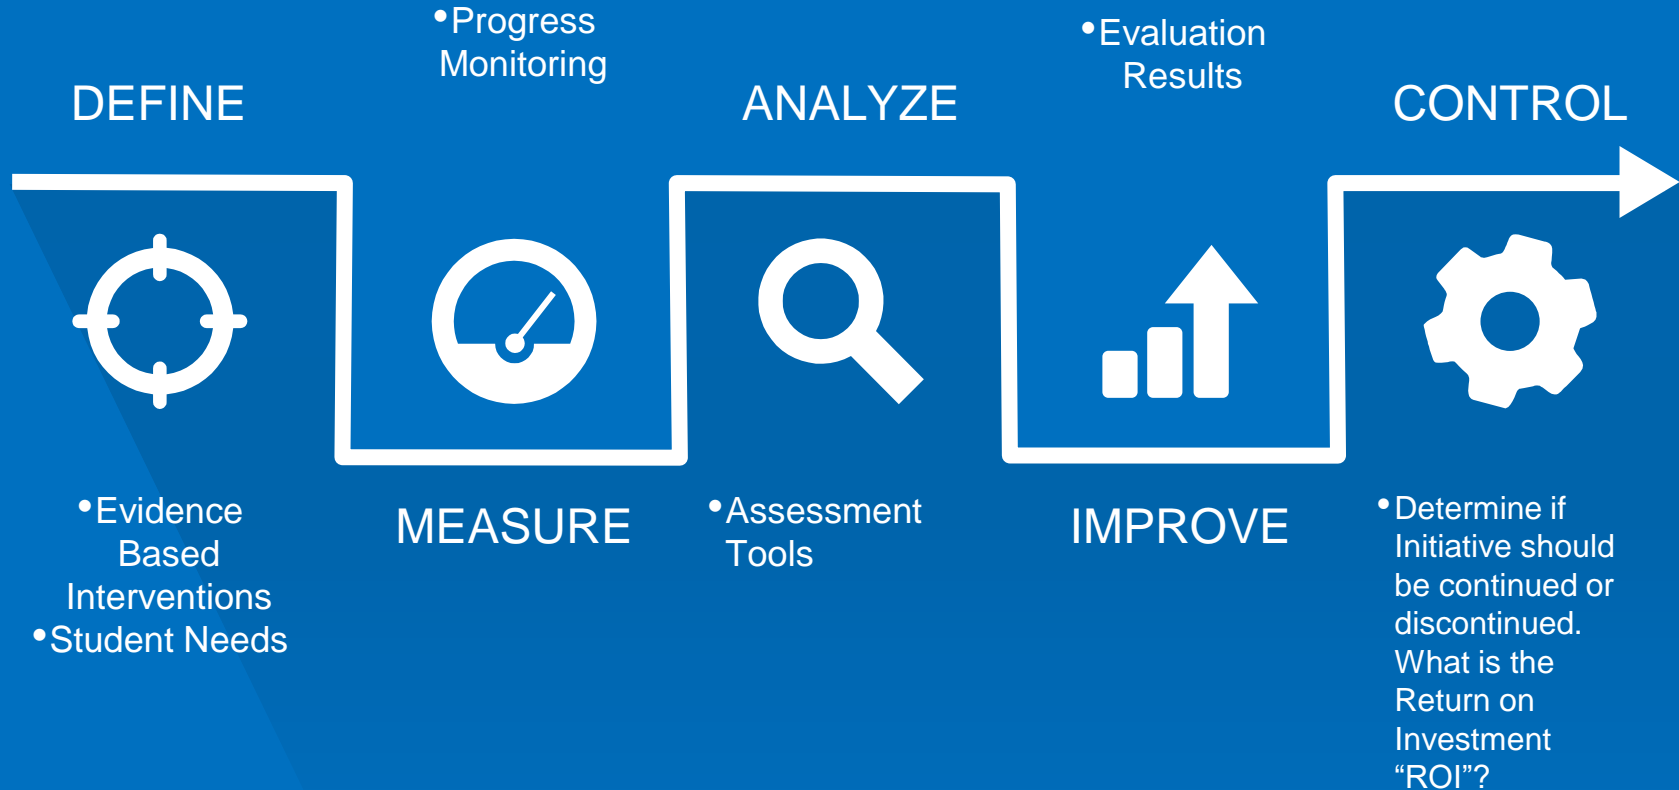 DEFINE
•Evidence
Based
Interventions
•Student Needs
•Progress
Monitoring
MEASURE
ANALYZE
•Assessment
Tools
•Evaluation
Results
IMPROVE
CONTROL
•Determine if
Initiative should
be continued or
discontinued.
What is the
Return on
Investment
“ROI”?